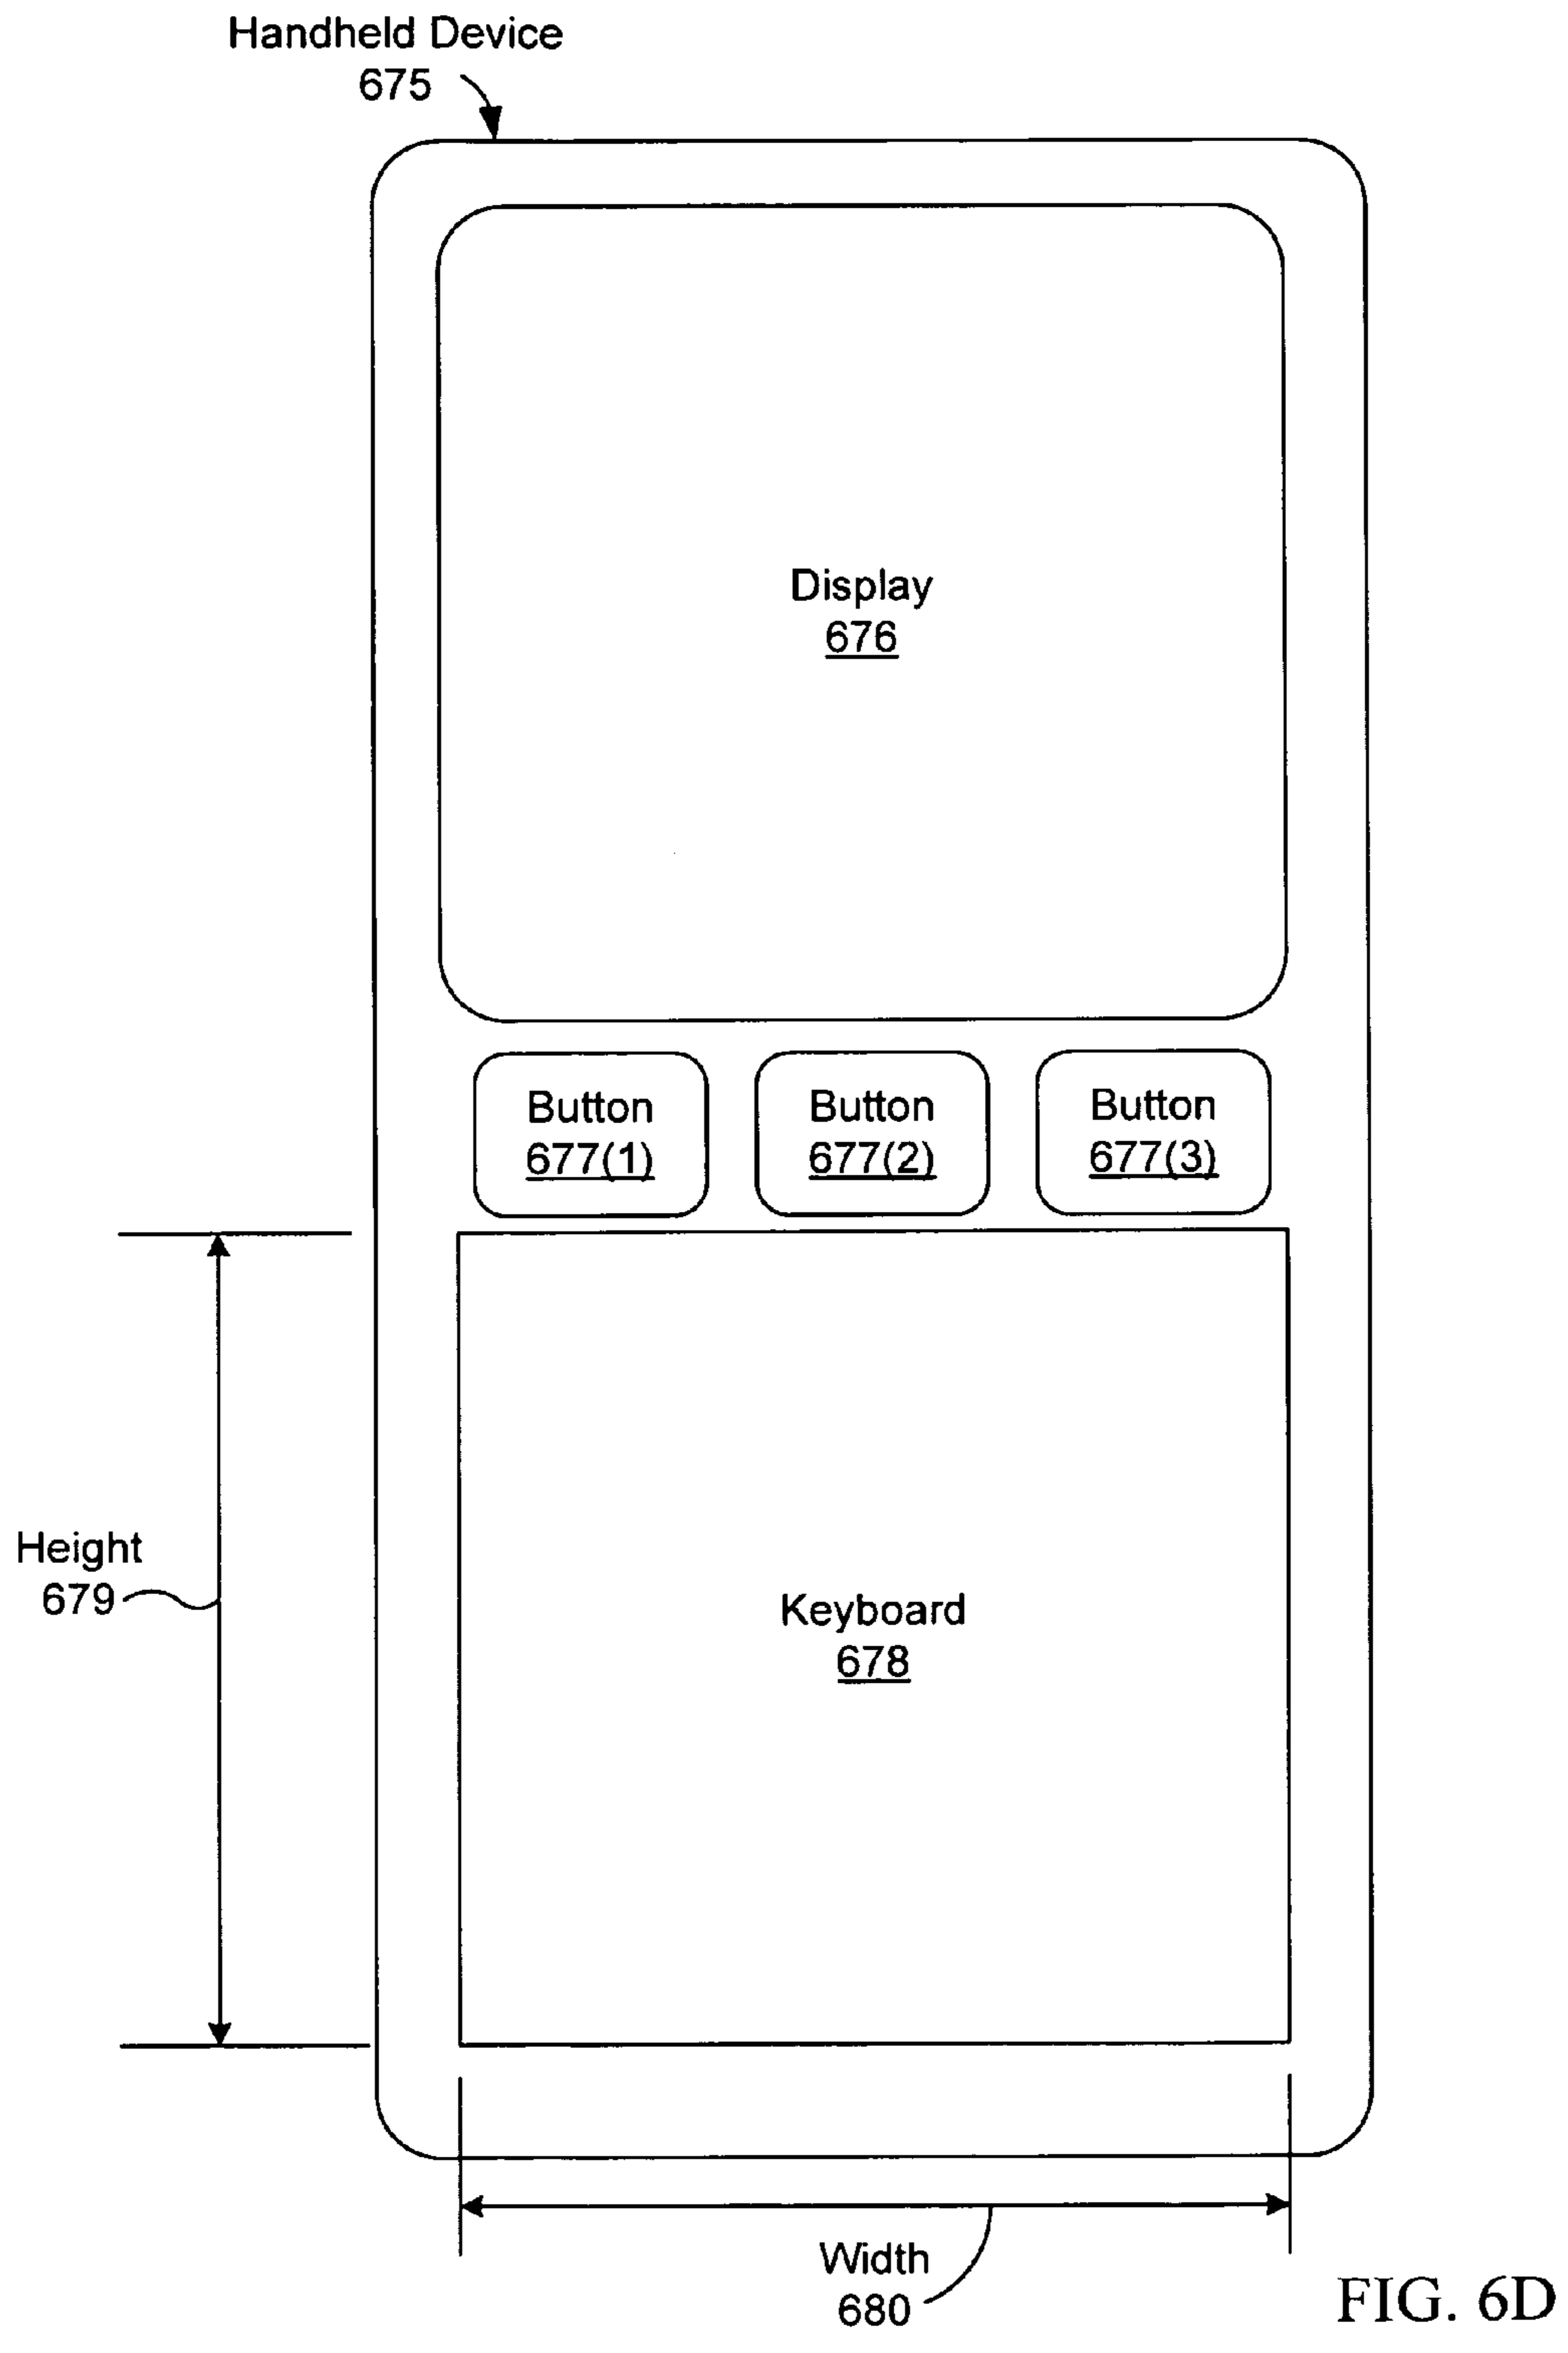 Handheld Device
675
Display
676
Button
677(1)
Button
677(2)
Button
677(3)
Height
679
Keyboard
678
Width
680
FIG. 6D